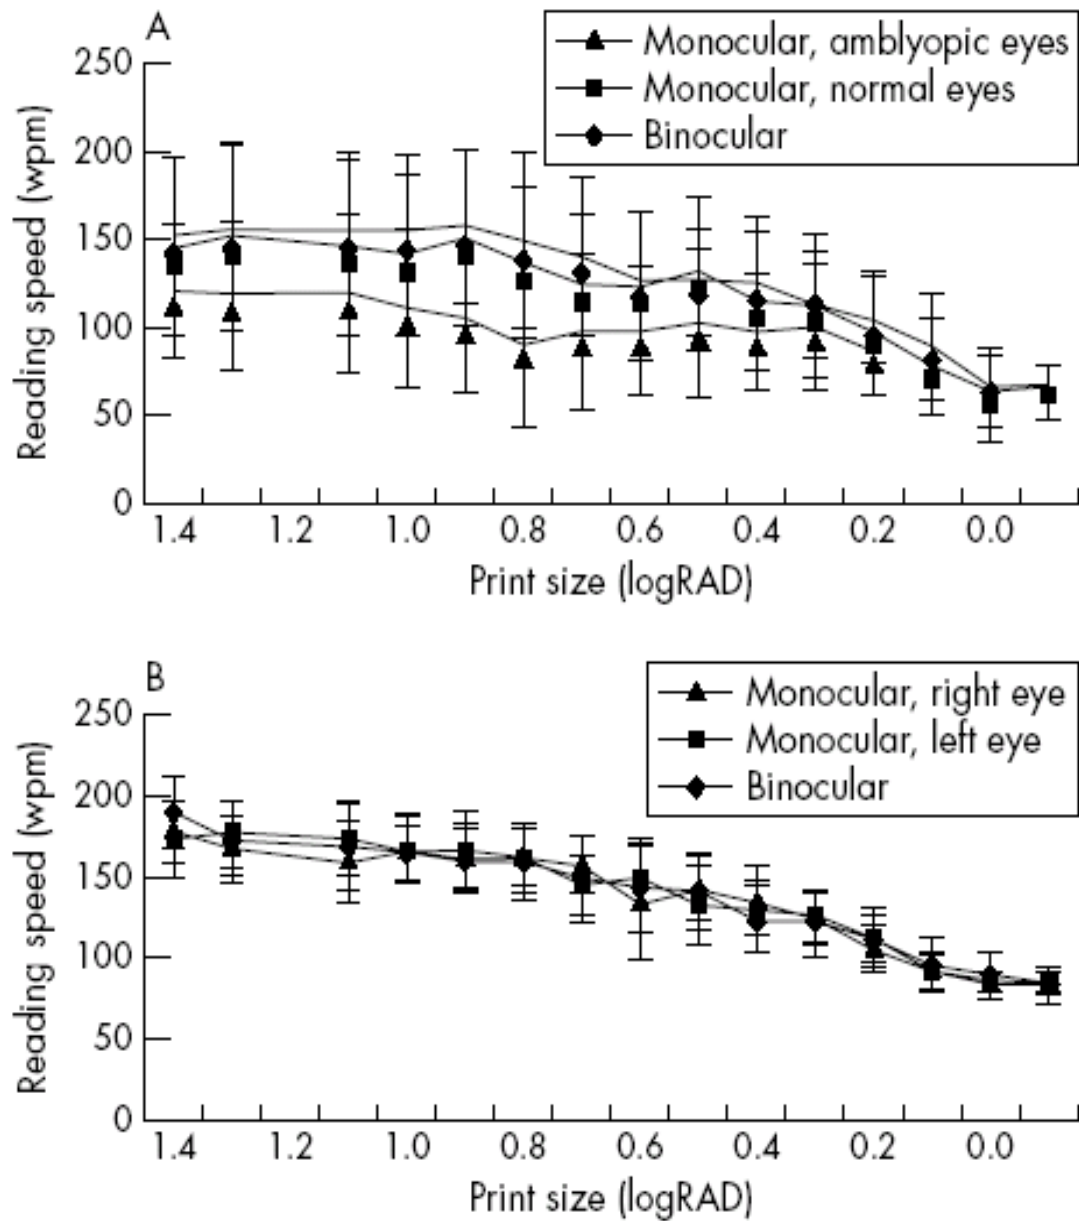 A
Monocular, amblyopic eyes
Monocular, normal eyes
Binocular
250
200
150
100
50
0
Reading speed (wpm)
1.4 1.2 1.0 0.8 0.6 0.4 0.2 0.0
Print size (logRAD)
B
Monocular, right eye
Monocular, left eye
Binocular
250
200
150
100
50
0
Reading speed (wpm)
1.4 1.2 1.0 0.8 0.6 0.4 0.2 0.0
Print size (logRAD)